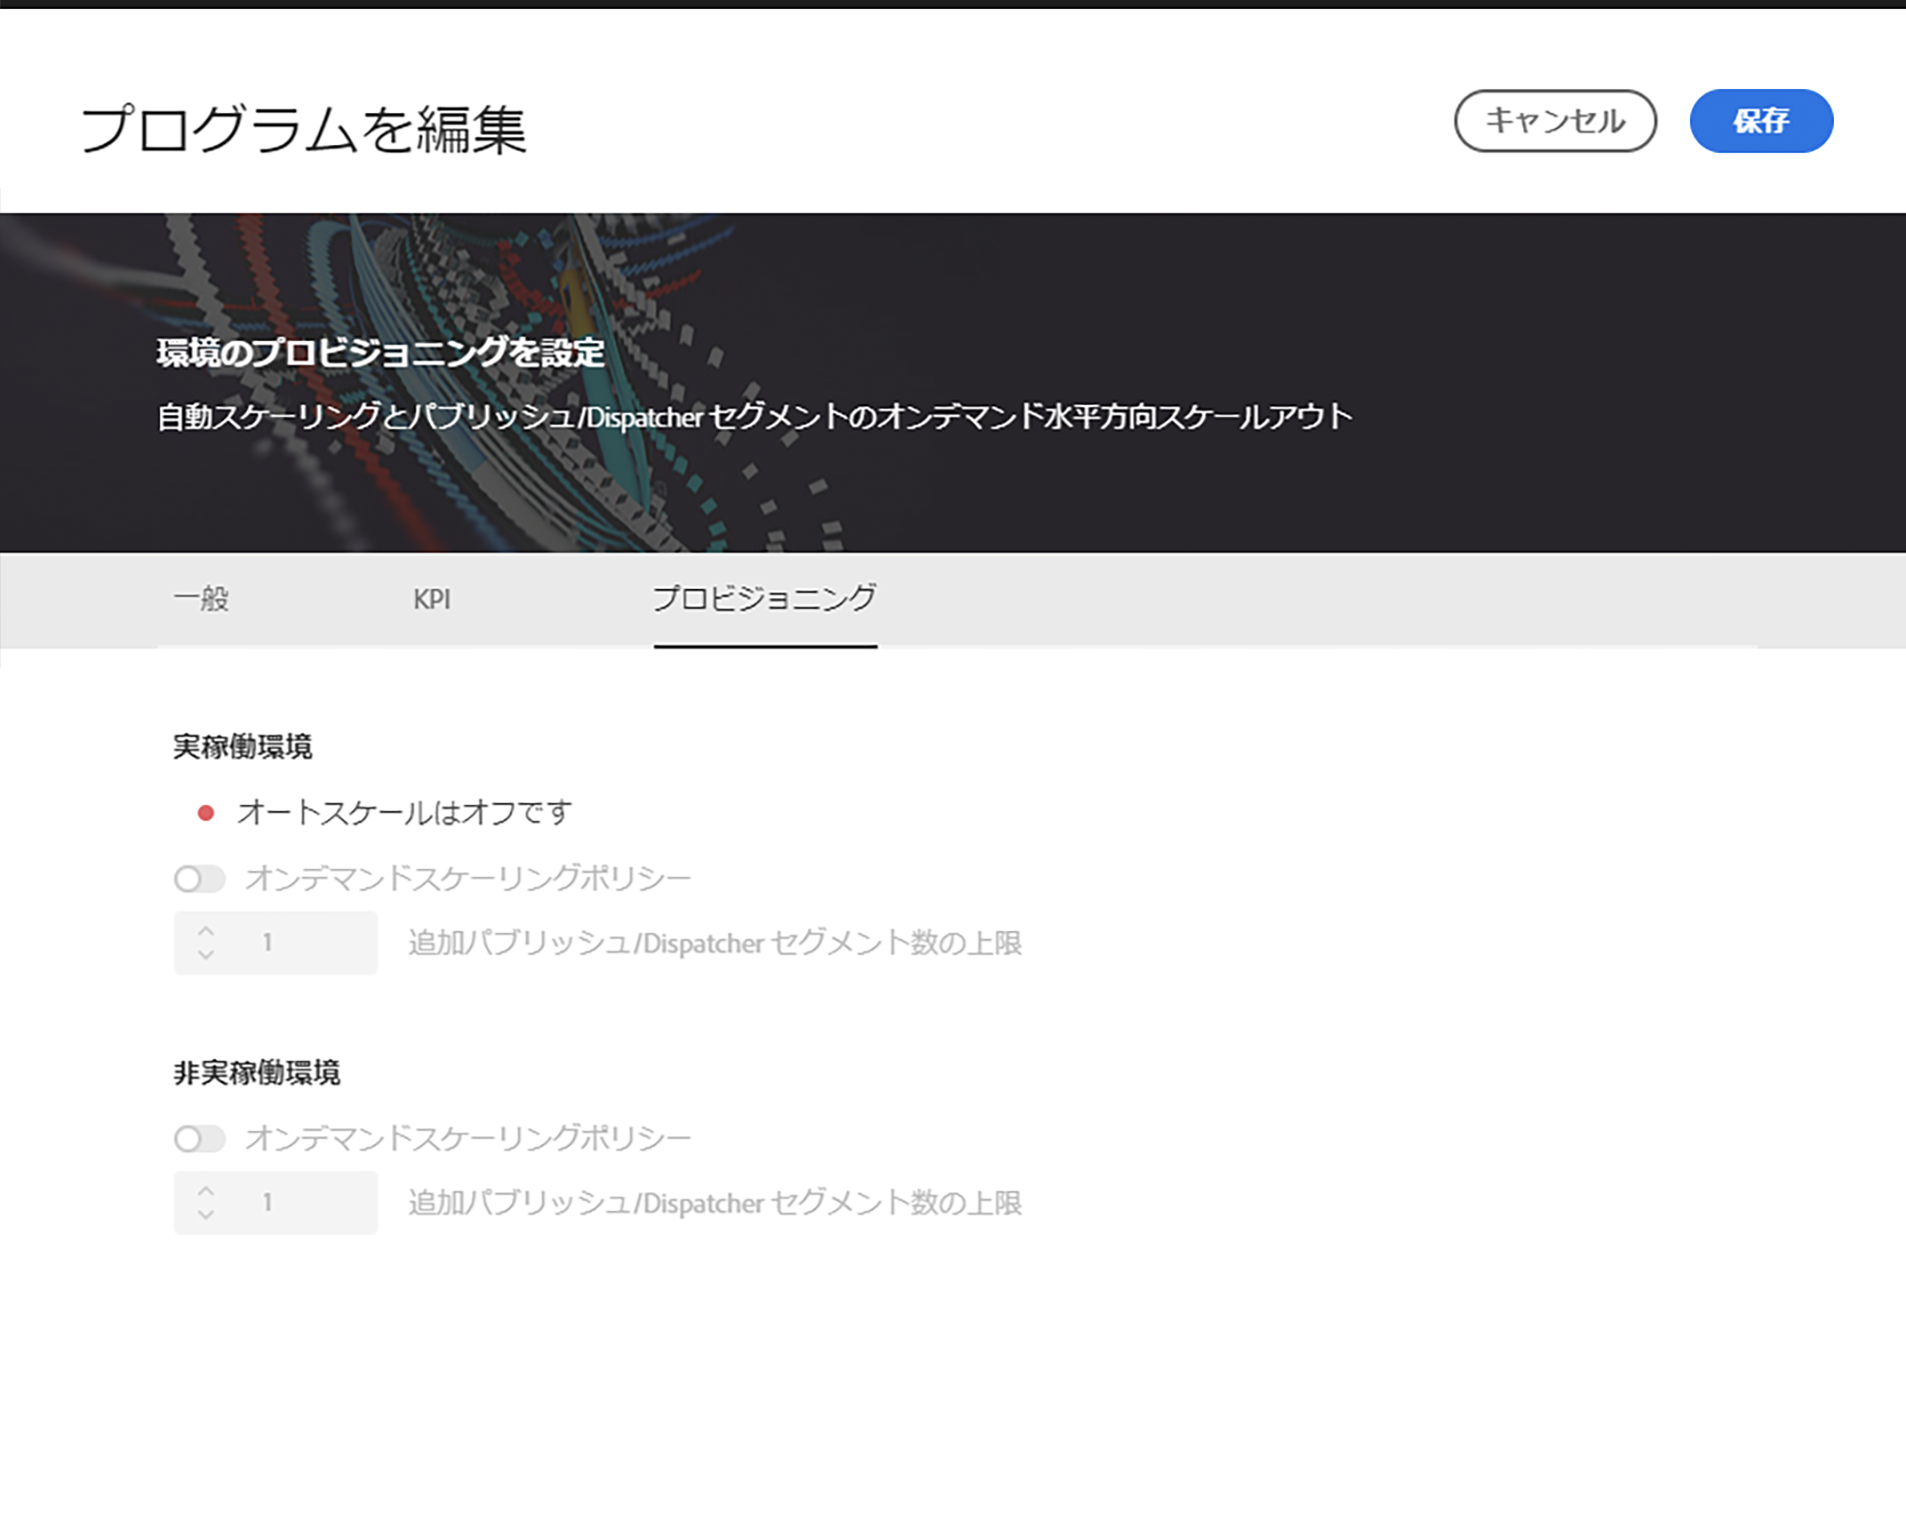 プログラムを編集
キャンセル
保存
環境のプロビジョニングを設定
自動スケーリングとパブリッシュ/Dispatcher セグメントのオンデマンド水平方向スケールアウト
一般
KPI
プロビジョニング
実稼働環境
オートスケールはオフです
オンデマンドスケーリングポリシー
1
追加パブリッシュ/Dispatcher セグメント数の上限
非実稼働環境
オンデマンドスケーリングポリシー
1
追加パブリッシュ/Dispatcher セグメント数の上限